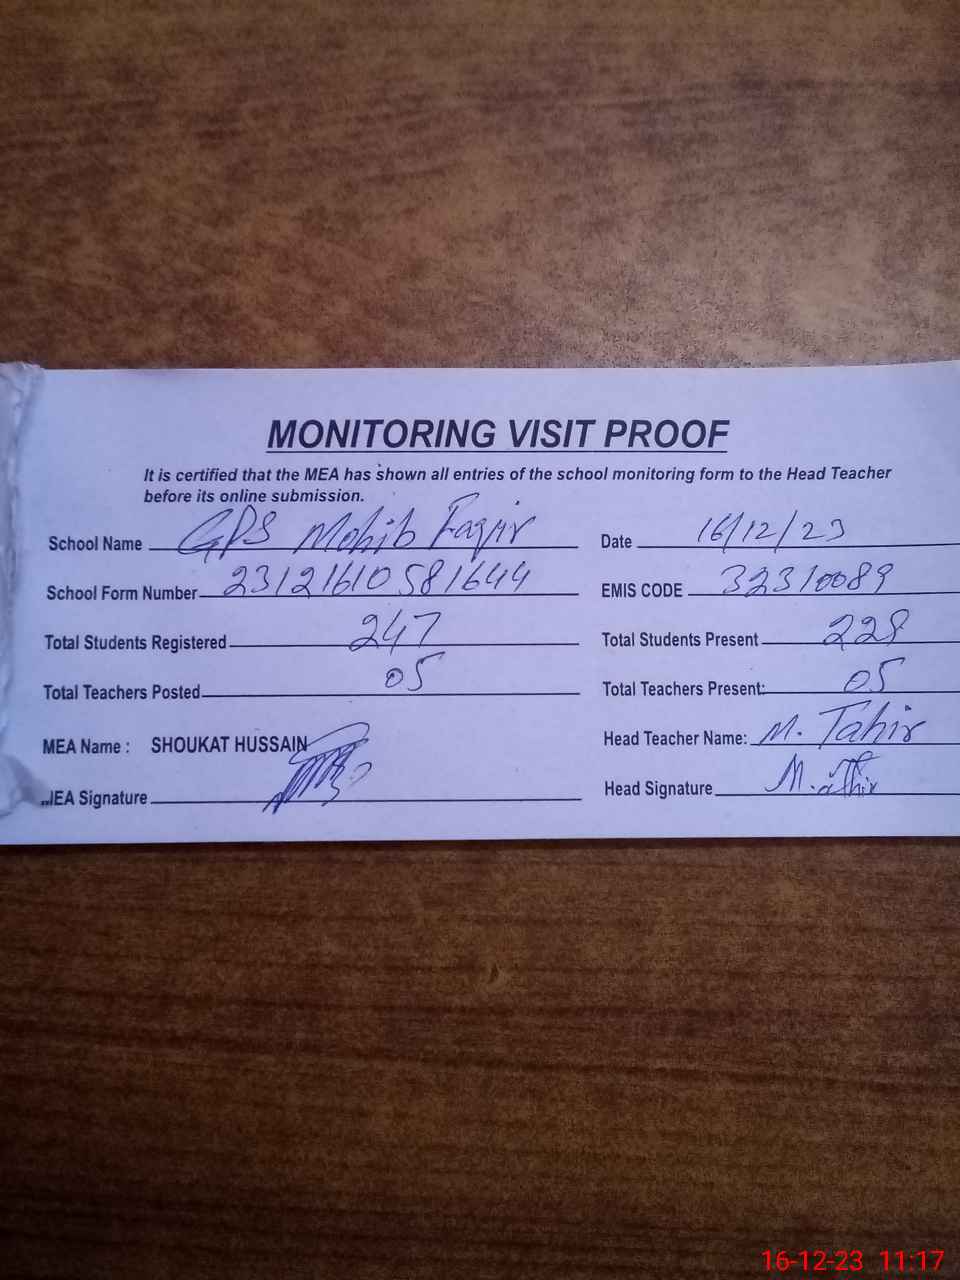 MONITORING VISIT PROOF
It is certified that the MEA has shown all entries of the school monitoring form to the Head Teacher
before its online submission.
School Name GPS Mohib Faqir Date 16/12/23
School Form Number 23121610581644 EMIS CODE 32310089
Total Students Registered 247 Total Students Present 228
Total Teachers Posted 05 Total Teachers Present: 05
MEA Name : SHOUKAT HUSSAIN Head Teacher Name: M. Tahir
MEA Signature Head Signature M.
16-12-23 11:17